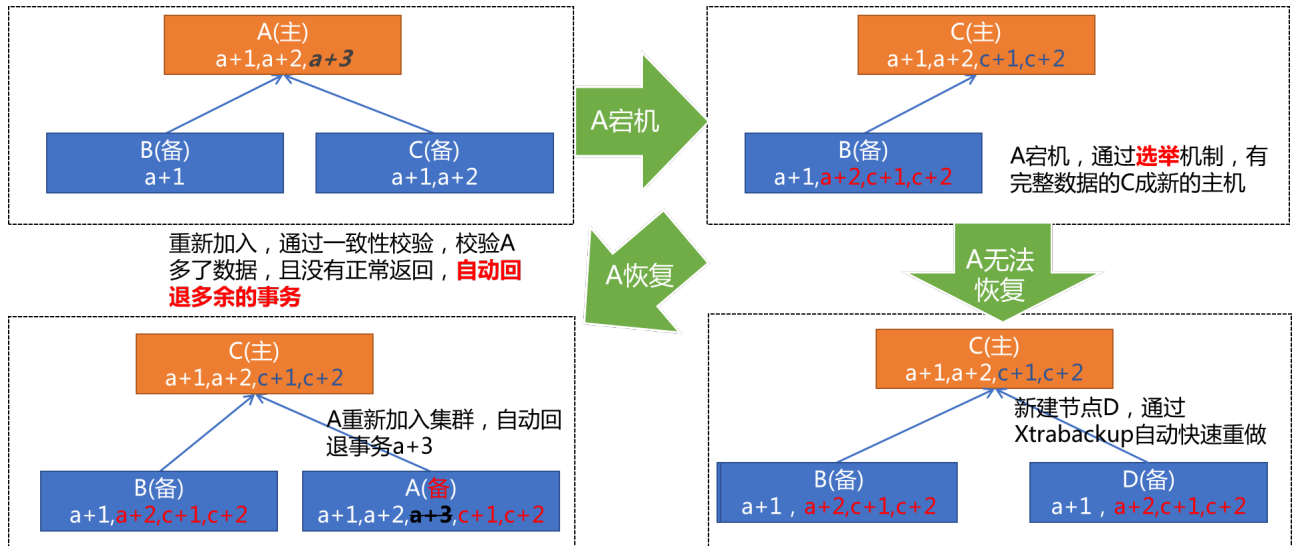 A(主)
a+1,a+2,a+3
B(备)
a+1
C(备)
a+1,a+2
A宕机
C(主)
a+1,a+2,c+1,c+2
B(备)
a+1,a+2,c+1,c+2
A宕机，通过选举机制，有
完整数据的C成新的主机
重新加入，通过一致性校验，校验A
多了数据，且没有正常返回，自动回
退多余的事务
A恢复
A无法
恢复
C(主)
a+1,a+2,c+1,c+2
A重新加入集群，自动回
退事务a+3
B(备)
a+1,a+2,c+1,c+2
A(备)
a+1,a+2,a+3,c+1,c+2
C(主)
a+1,a+2,c+1,c+2
新建节点D，通过
Xtrabackup自动快速重做
B(备)
a+1，a+2,c+1,c+2
D(备)
a+1，a+2,c+1,c+2